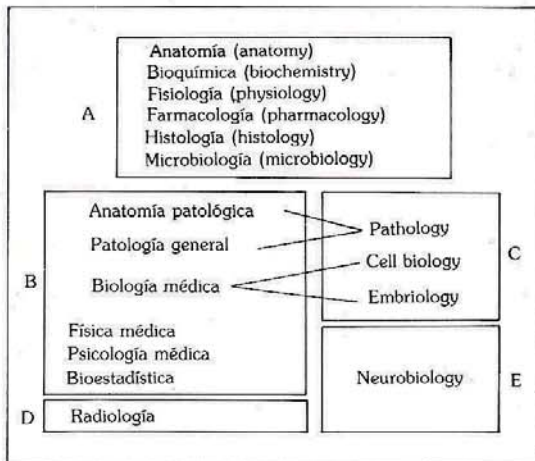 A
Anatomía (anatomy)
Bioquímica (biochemistry)
Fisiología (physiology)
Farmacología (pharmacology)
Histología (histology)
Microbiología (microbiology)
B
Anatomía patológica
Patología general
Biología médica
Física médica
Psicología médica
Bioestadística
C
Pathology
Cell biology
Embriology
D
Radiología
E
Neurobiology